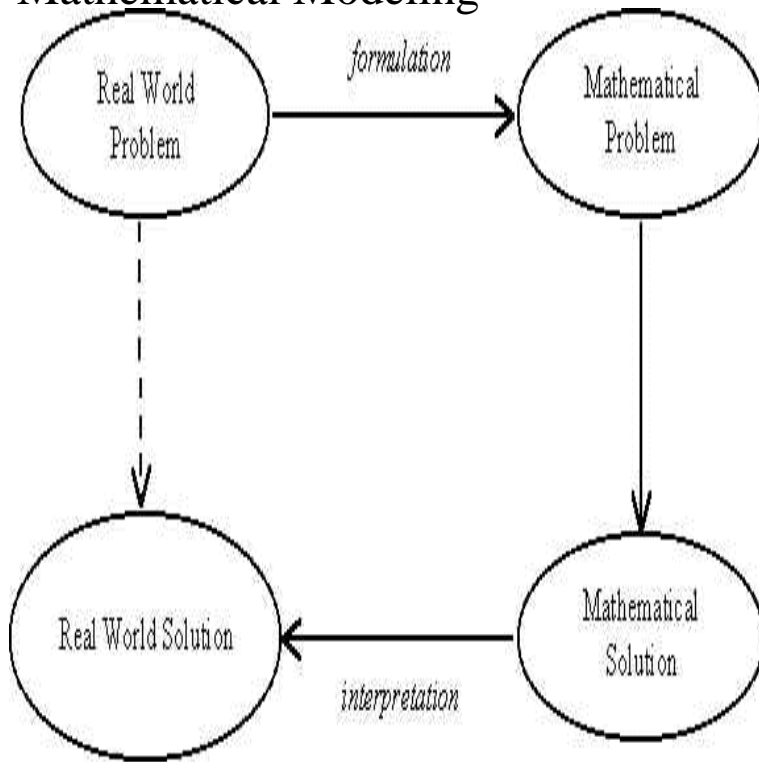 Mathematical Modeling
formulation
Real World
Problem
Mathematical
Problem
Real World Solution
Mathematical
Solution
interpretation